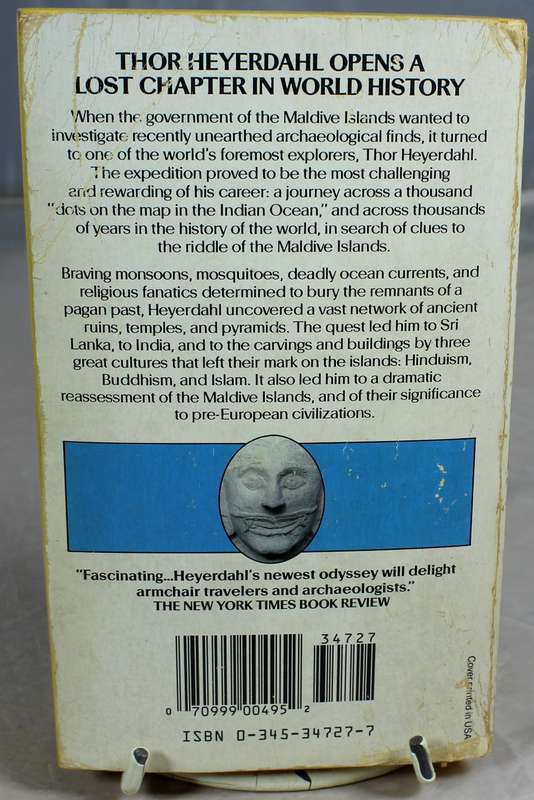 THOR HEYERDAHL OPENS A
LOST CHAPTER IN WORLD HISTORY
When the government of the Maldive Islands wanted to
investigate recently unearthed archaeological finds, it turned
to one of the world's foremost explorers, Thor Heyerdahl.
The expedition proved to be the most challenging
and rewarding of his career: a journey across a thousand
"dots on the map in the Indian Ocean," and across thousands
of years in the history of the world, in search of clues to
the riddle of the Maldive Islands.
Braving monsoons, mosquitoes, deadly ocean currents, and
religious fanatics determined to bury the remnants of a
pagan past, Heyerdahl uncovered a vast network of ancient
ruins, temples, and pyramids. The quest led him to Sri
Lanka, to India, and to the carvings and buildings by three
great cultures that left their mark on the islands: Hinduism,
Buddhism, and Islam. It also led him to a dramatic
reassessment of the Maldive Islands, and of their significance
to pre-European civilizations.
"Fascinating...Heyerdahl's newest odyssey will delight
armchair travelers and archaeologists."
THE NEW YORK TIMES BOOK REVIEW
34727
0 70999 00495 2
ISBN 0-345-34727-7
Cover printed in USA